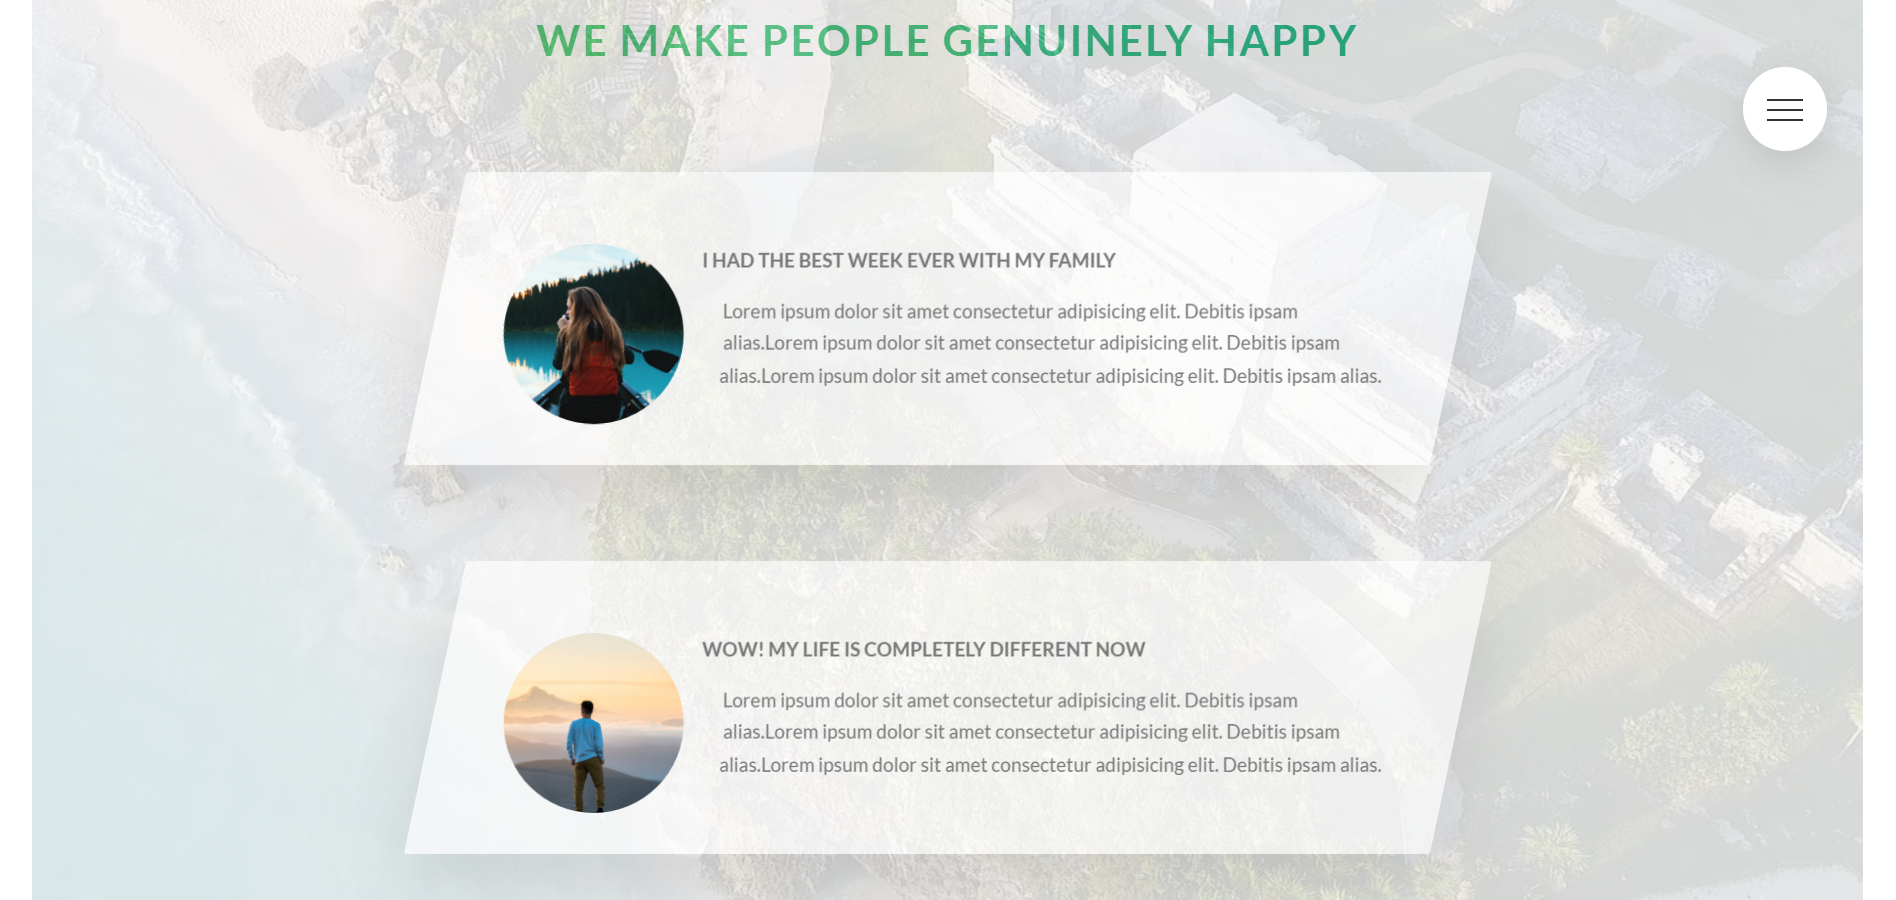 WE MAKE PEOPLE GENUINELY HAPPY
I HAD THE BEST WEEK EVER WITH MY FAMILY
Lorem ipsum dolor sit amet consectetur adipisicing elit. Debitis ipsam
alias.Lorem ipsum dolor sit amet consectetur adipisicing elit. Debitis ipsam
alias.Lorem ipsum dolor sit amet consectetur adipisicing elit. Debitis ipsam alias.
WOW! MY LIFE IS COMPLETELY DIFFERENT NOW
Lorem ipsum dolor sit amet consectetur adipisicing elit. Debitis ipsam
alias.Lorem ipsum dolor sit amet consectetur adipisicing elit. Debitis ipsam
alias.Lorem ipsum dolor sit amet consectetur adipisicing elit. Debitis ipsam alias.